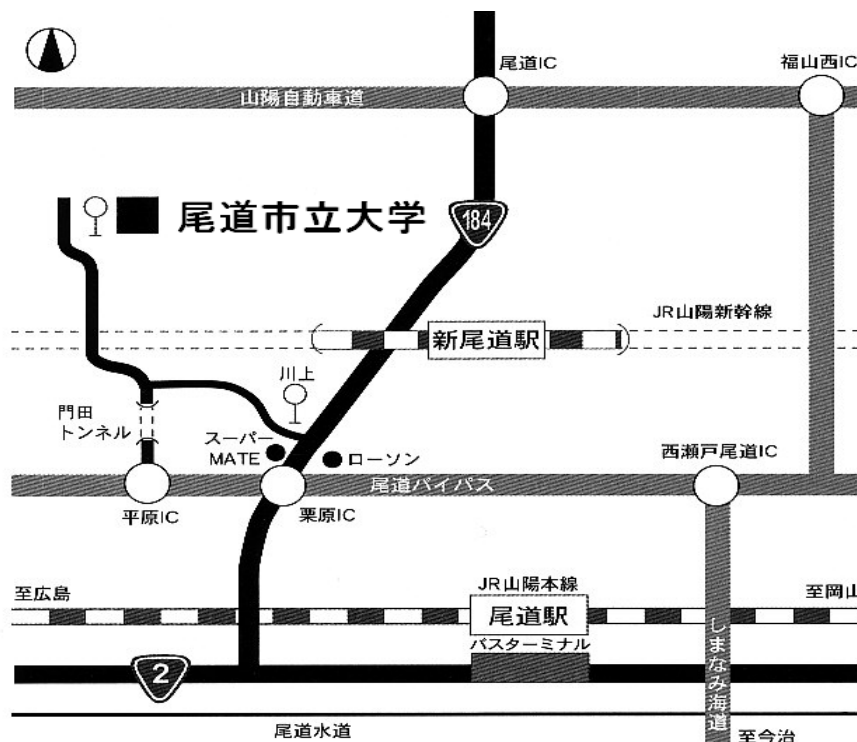 尾道IC
福山西IC
山陽自動車道
尾道市立大学
184
JR山陽新幹線
新尾道駅
川上
門田
トンネル
スーパー
MATE
ローソン
西瀬戸尾道IC
尾道バイパス
平原IC
栗原IC
至広島
JR山陽本線
至岡山
尾道駅
バスターミナル
しまなみ海道
2
尾道水道
至今治